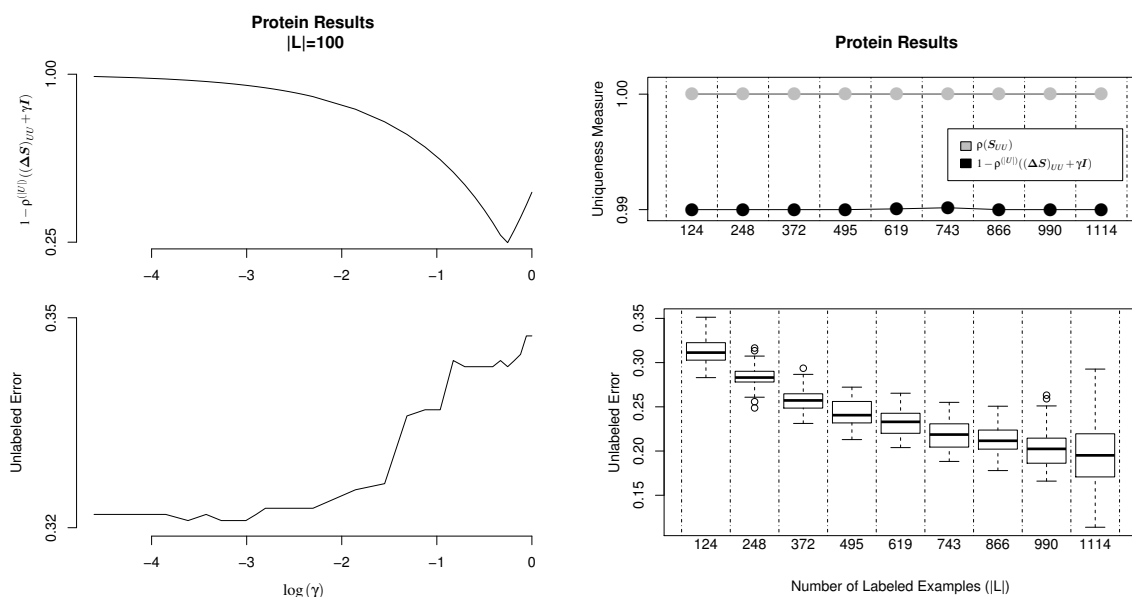 Protein Results
|L|=100
1.00
0.25
1 − ρ^(|U|)((ΔS)_UU + γI)
−4 −3 −2 −1 0
0.35
0.32
Unlabeled Error
−4 −3 −2 −1 0
log (γ)
Protein Results
1.00
0.99
Uniqueness Measure
ρ(S_UU)
1 − ρ^(|U|)((ΔS)_UU + γI)
124 248 372 495 619 743 866 990 1114
0.35
0.30
0.25
0.20
0.15
Unlabeled Error
124 248 372 495 619 743 866 990 1114
Number of Labeled Examples (|L|)